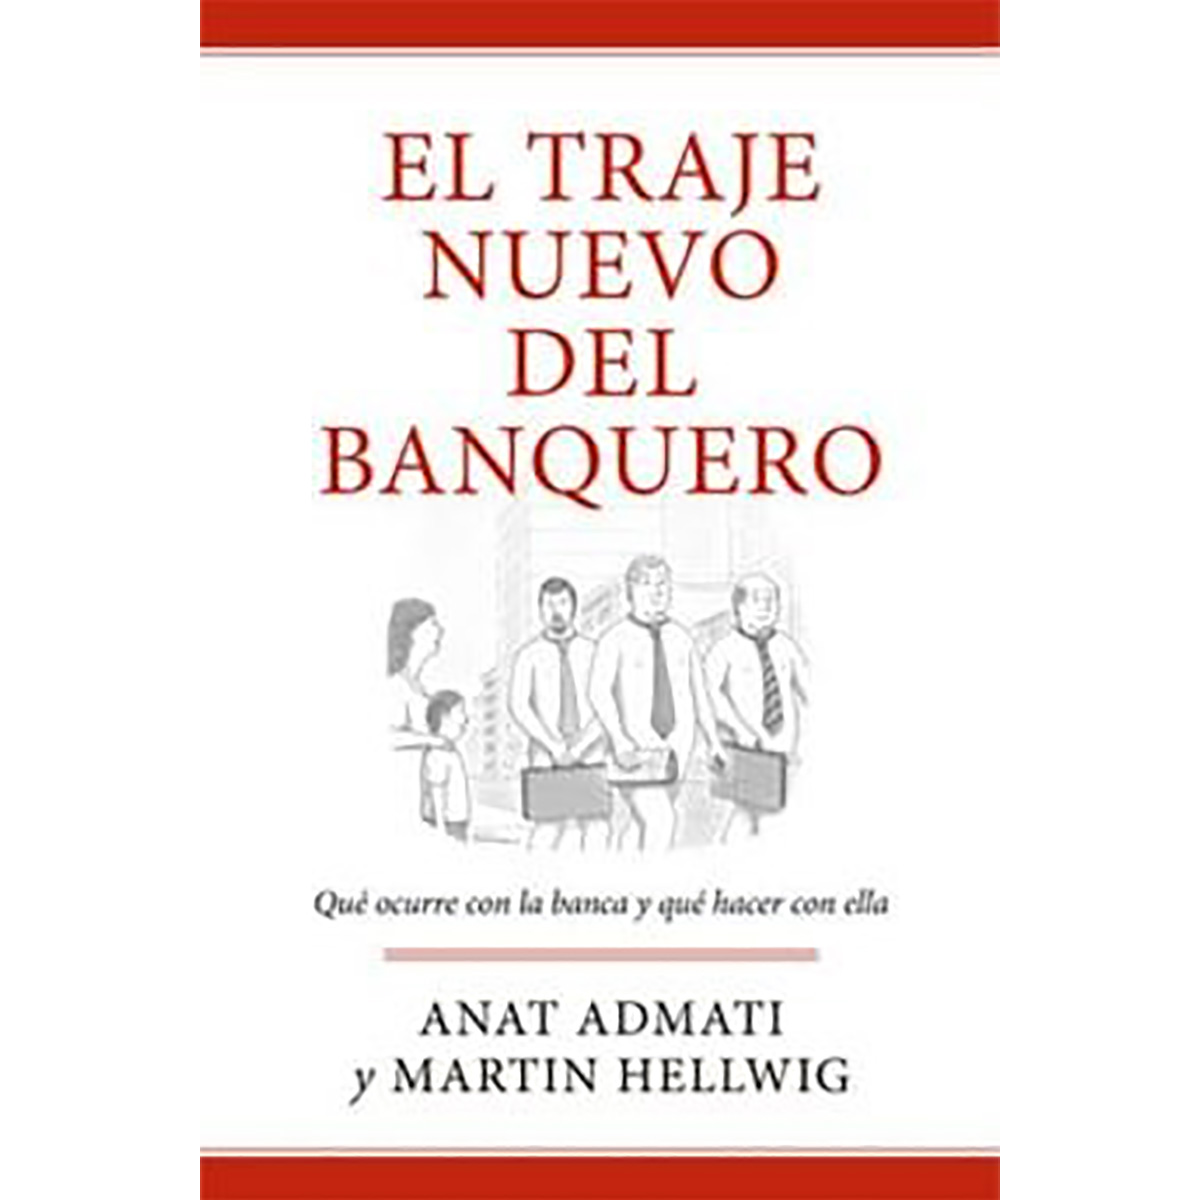 EL TRAJE
NUEVO
DEL
BANQUERO
Qué ocurre con la banca y qué hacer con ella
ANAT ADMATI
y MARTIN HELLWIG